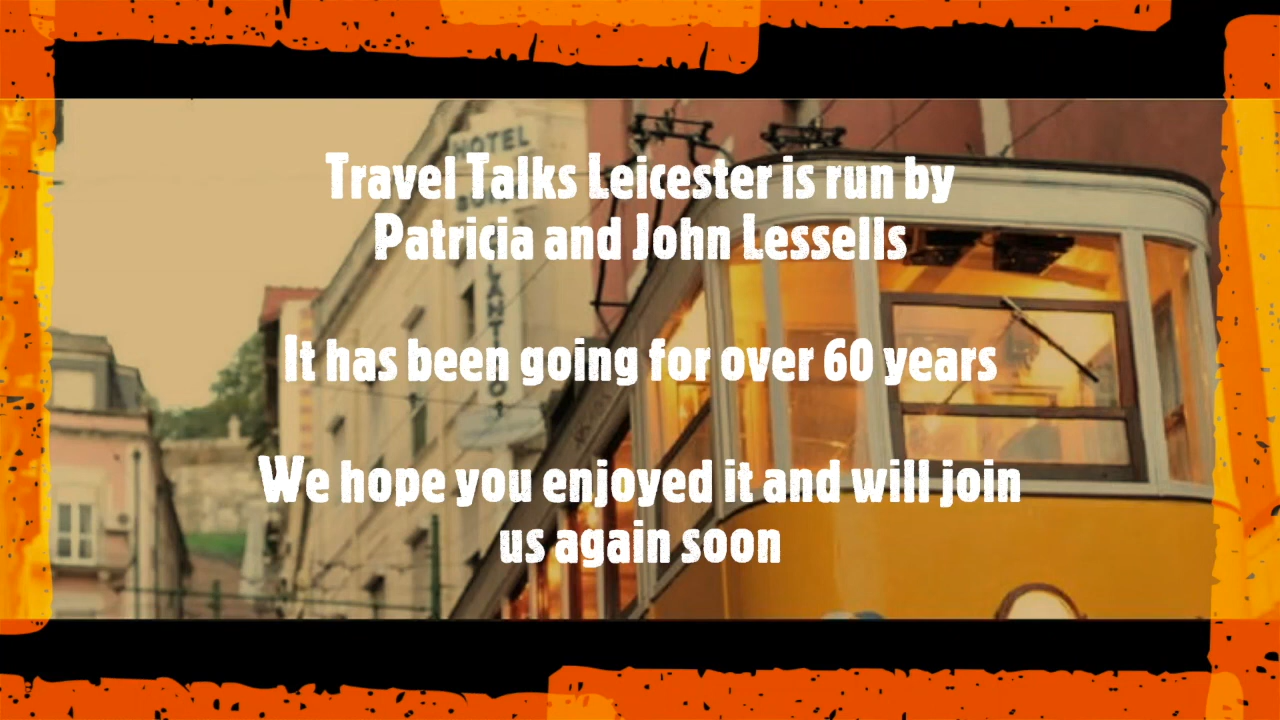 HOTEL
Travel Talks Leicester is run by
Patricia and John Lessells
It has been going for over 60 years
We hope you enjoyed it and will join
us again soon